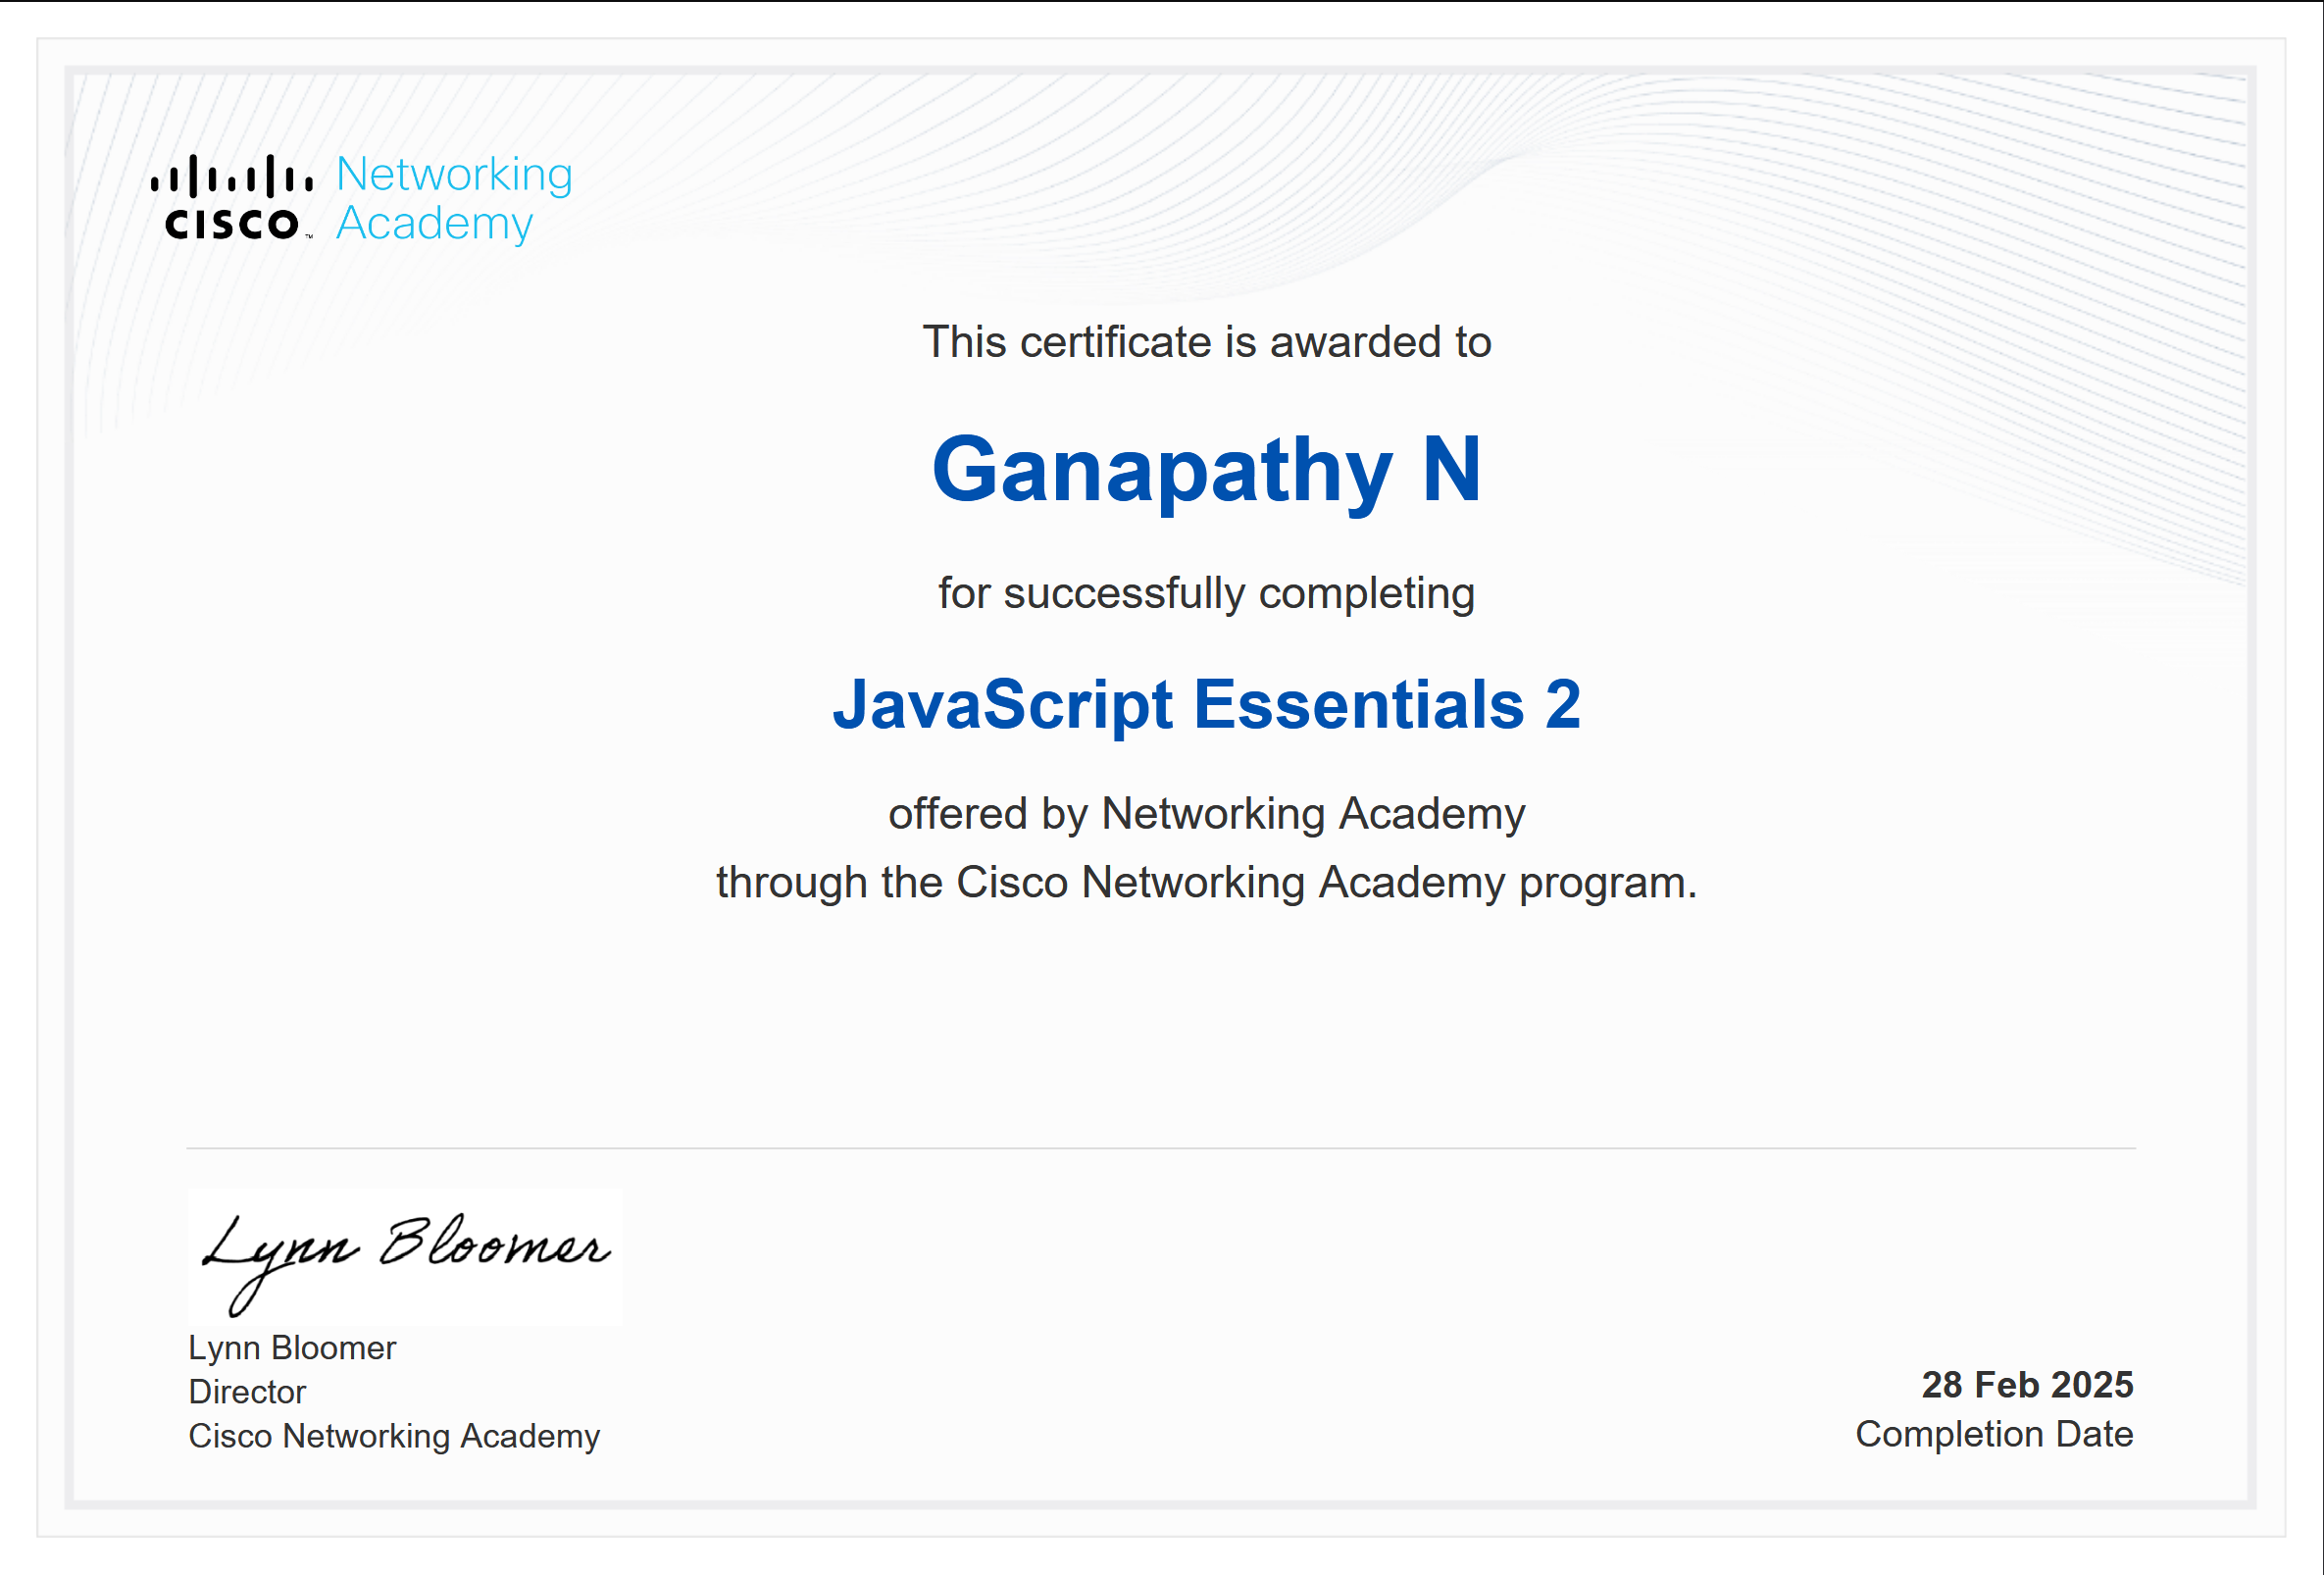 CISCO
Networking
Academy
This certificate is awarded to
Ganapathy N
for successfully completing
JavaScript Essentials 2
offered by Networking Academy
through the Cisco Networking Academy program.
Lynn Bloomer
Lynn Bloomer
Director
Cisco Networking Academy
28 Feb 2025
Completion Date